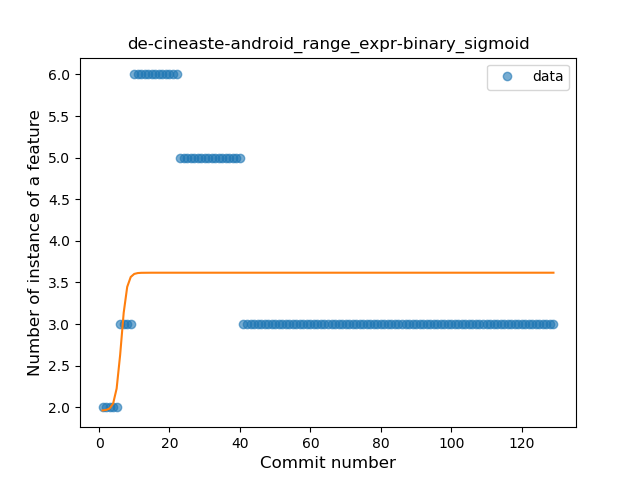 de-cineaste-android_range_expr-binary_sigmoid
data
Number of instance of a feature
6.0
5.5
5.0
4.5
4.0
3.5
3.0
2.5
2.0
0 20 40 60 80 100 120
Commit number